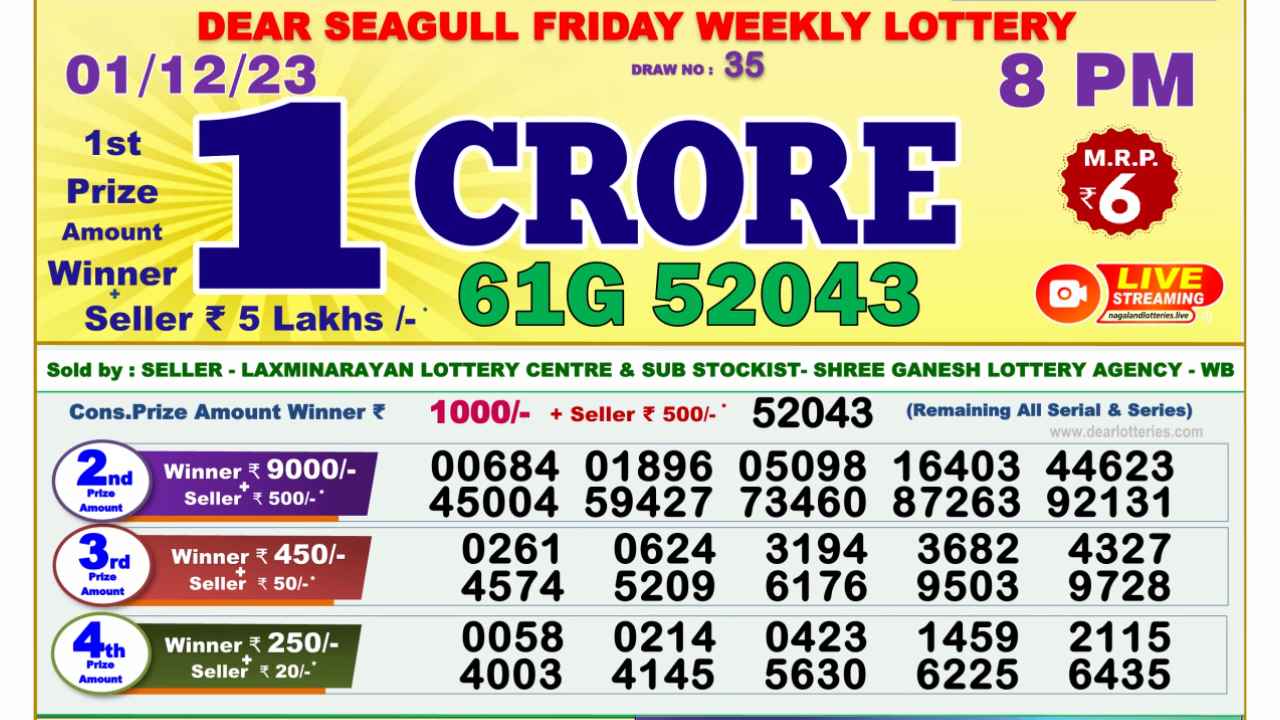 DEAR SEAGULL FRIDAY WEEKLY LOTTERY
01/12/23
DRAW NO : 35
8 PM
1st
Prize
Amount
Winner
+
Seller ₹ 5 Lakhs /-*
1 CRORE
61G 52043
M.R.P.
₹6
LIVE
STREAMING
nagalandlotteries.live
Sold by : SELLER - LAXMINARAYAN LOTTERY CENTRE & SUB STOCKIST- SHREE GANESH LOTTERY AGENCY - WB
Cons.Prize Amount Winner ₹ 1000/- + Seller ₹ 500/-* 52043 (Remaining All Serial & Series)
www.dearlotteries.com
2nd
Prize
Amount
Winner ₹ 9000/-
+
Seller ₹ 500/-*
00684 01896 05098 16403 44623
45004 59427 73460 87263 92131
3rd
Prize
Amount
Winner ₹ 450/-
+
Seller ₹ 50/-*
0261 0624 3194 3682 4327
4574 5209 6176 9503 9728
4th
Prize
Amount
Winner ₹ 250/-
+
Seller ₹ 20/-*
0058 0214 0423 1459 2115
4003 4145 5630 6225 6435